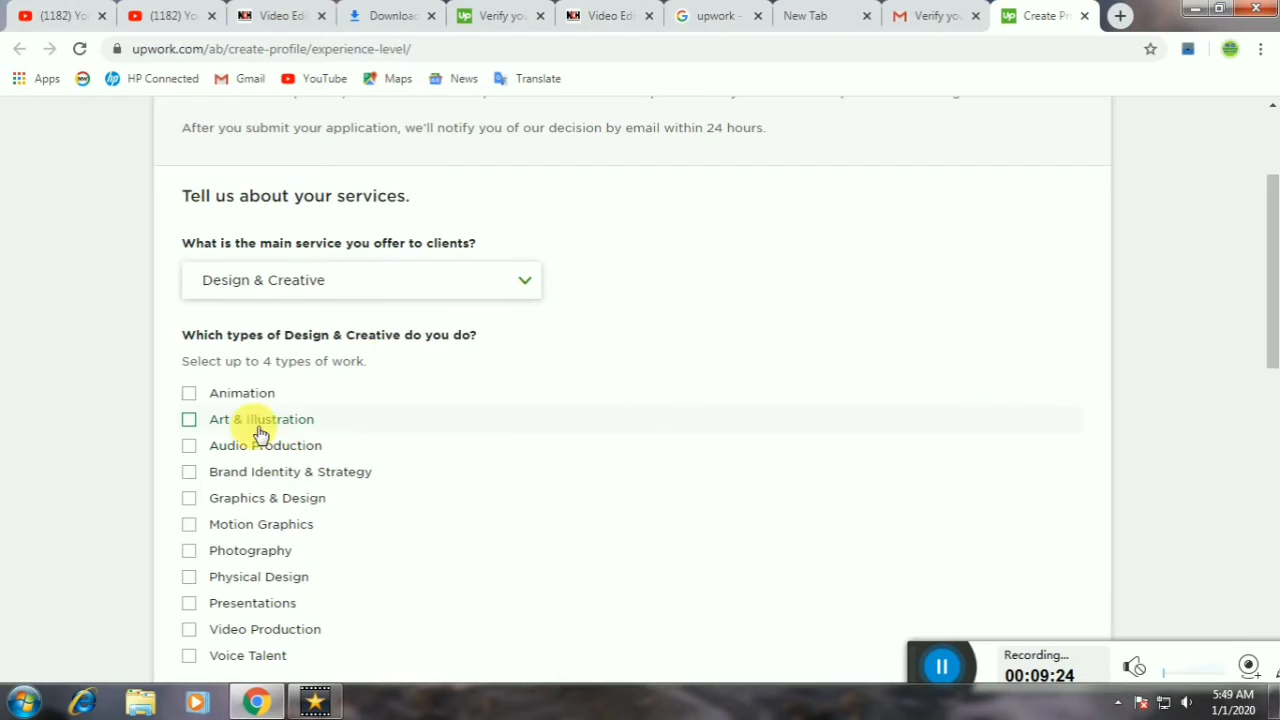 (1182) Yo
(1182) Yo
Video Edi
Downloac
Verify you
Video Edi
upwork -
New Tab
Verify you
Create Pr
upwork.com/ab/create-profile/experience-level/
Apps
HP Connected
Gmail
YouTube
Maps
News
Translate
After you submit your application, we'll notify you of our decision by email within 24 hours.
Tell us about your services.
What is the main service you offer to clients?
Design & Creative
Which types of Design & Creative do you do?
Select up to 4 types of work.
Animation
Art & Illustration
Audio Production
Brand Identity & Strategy
Graphics & Design
Motion Graphics
Photography
Physical Design
Presentations
Video Production
Voice Talent
Recording...
00:09:24
5:49 AM
1/1/2020